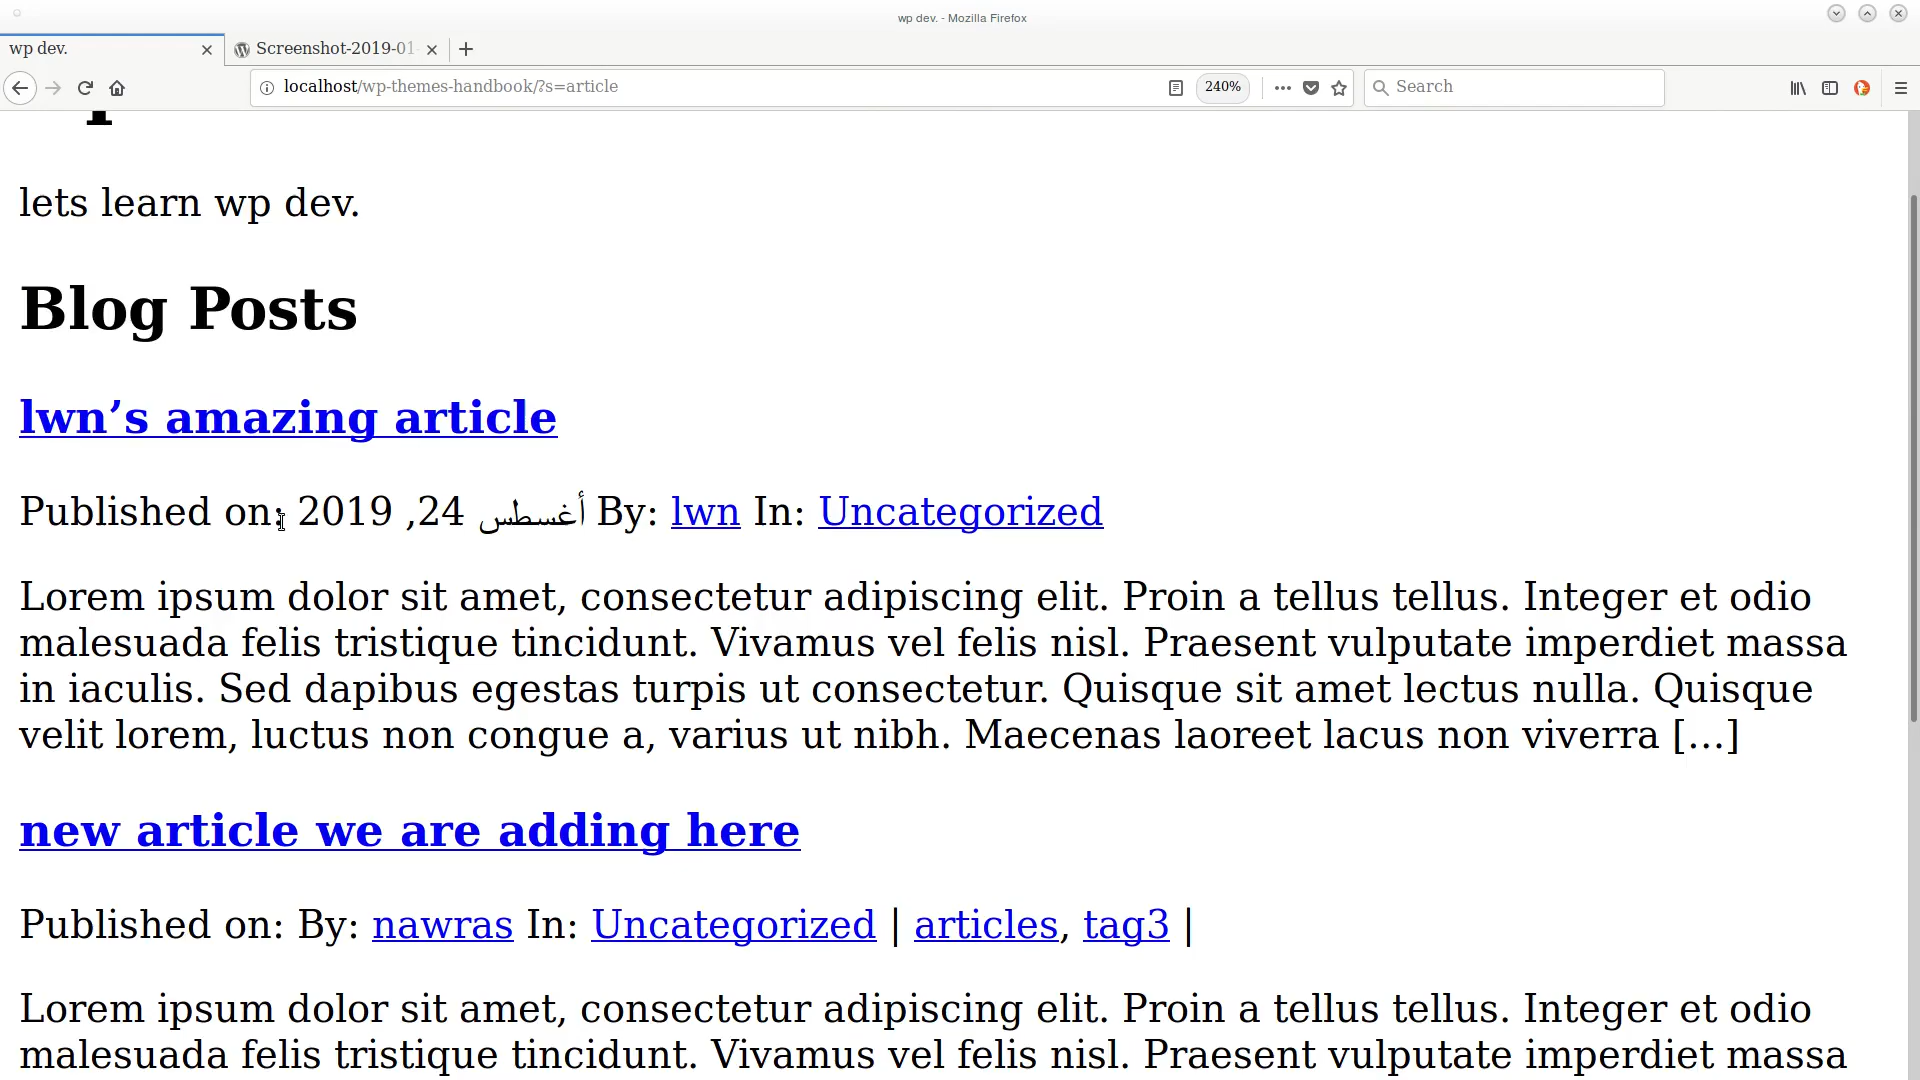 wp dev. - Mozilla Firefox
wp dev.
Screenshot-2019-01
localhost/wp-themes-handbook/?s=article
240%
Search
lets learn wp dev.
Blog Posts
lwn’s amazing article
Published on: أغسطس 24, 2019 By: lwn In: Uncategorized
Lorem ipsum dolor sit amet, consectetur adipiscing elit. Proin a tellus tellus. Integer et odio
malesuada felis tristique tincidunt. Vivamus vel felis nisl. Praesent vulputate imperdiet massa
in iaculis. Sed dapibus egestas turpis ut consectetur. Quisque sit amet lectus nulla. Quisque
velit lorem, luctus non congue a, varius ut nibh. Maecenas laoreet lacus non viverra […]
new article we are adding here
Published on: By: nawras In: Uncategorized | articles, tag3 |
Lorem ipsum dolor sit amet, consectetur adipiscing elit. Proin a tellus tellus. Integer et odio
malesuada felis tristique tincidunt. Vivamus vel felis nisl. Praesent vulputate imperdiet massa